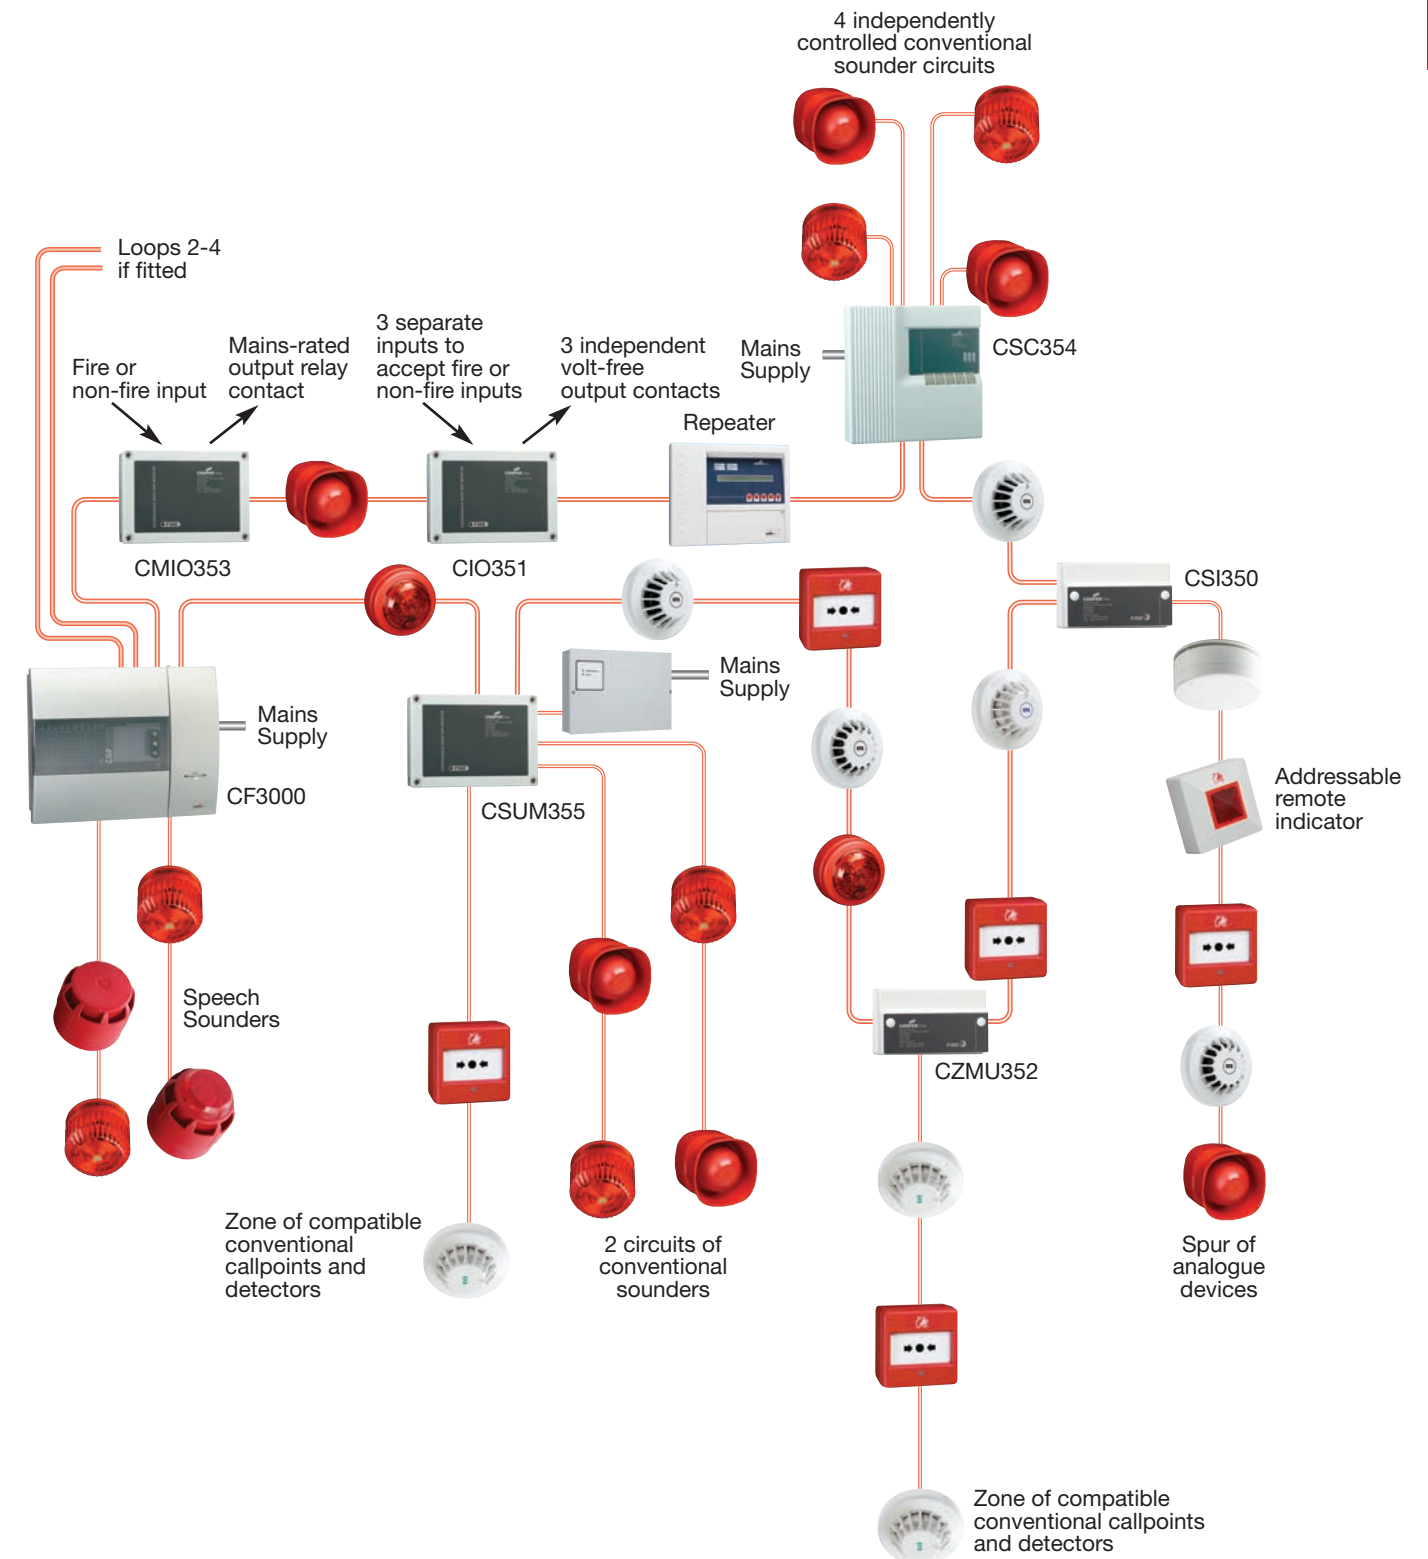 4 independently
controlled conventional
sounder circuits
Loops 2-4
if fitted
Fire or
non-fire input
Mains-rated
output relay
contact
3 separate
inputs to
accept fire or
non-fire inputs
3 independent
volt-free
output contacts
Repeater
Mains
Supply
CSC354
CMIO353
CIO351
CSI350
Mains
Supply
Mains
Supply
CF3000
CSUM355
Addressable
remote
indicator
Speech
Sounders
CZMU352
Zone of compatible
conventional
callpoints and
detectors
2 circuits of
conventional
sounders
Spur of
analogue
devices
Zone of compatible
conventional callpoints
and detectors